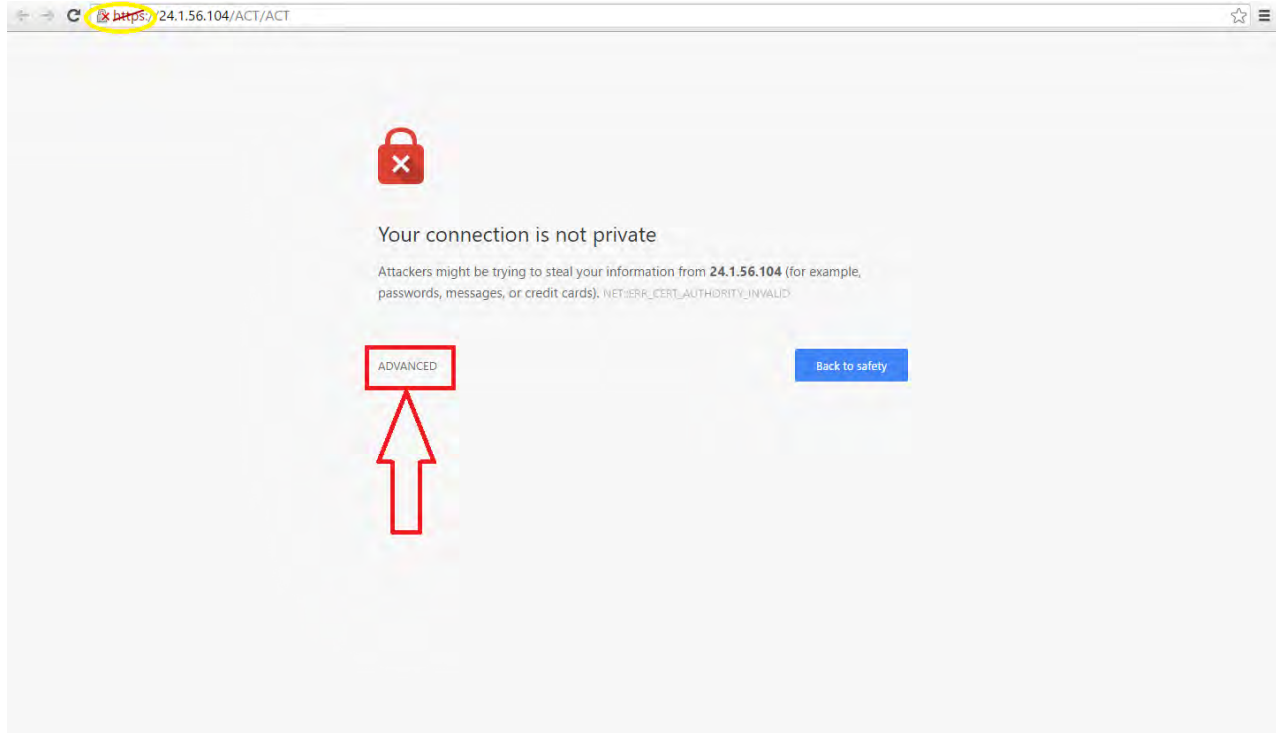 https://24.1.56.104/ACT/ACT
Your connection is not private
Attackers might be trying to steal your information from 24.1.56.104 (for example,
passwords, messages, or credit cards). NET::ERR_CERT_AUTHORITY_INVALID
ADVANCED
Back to safety